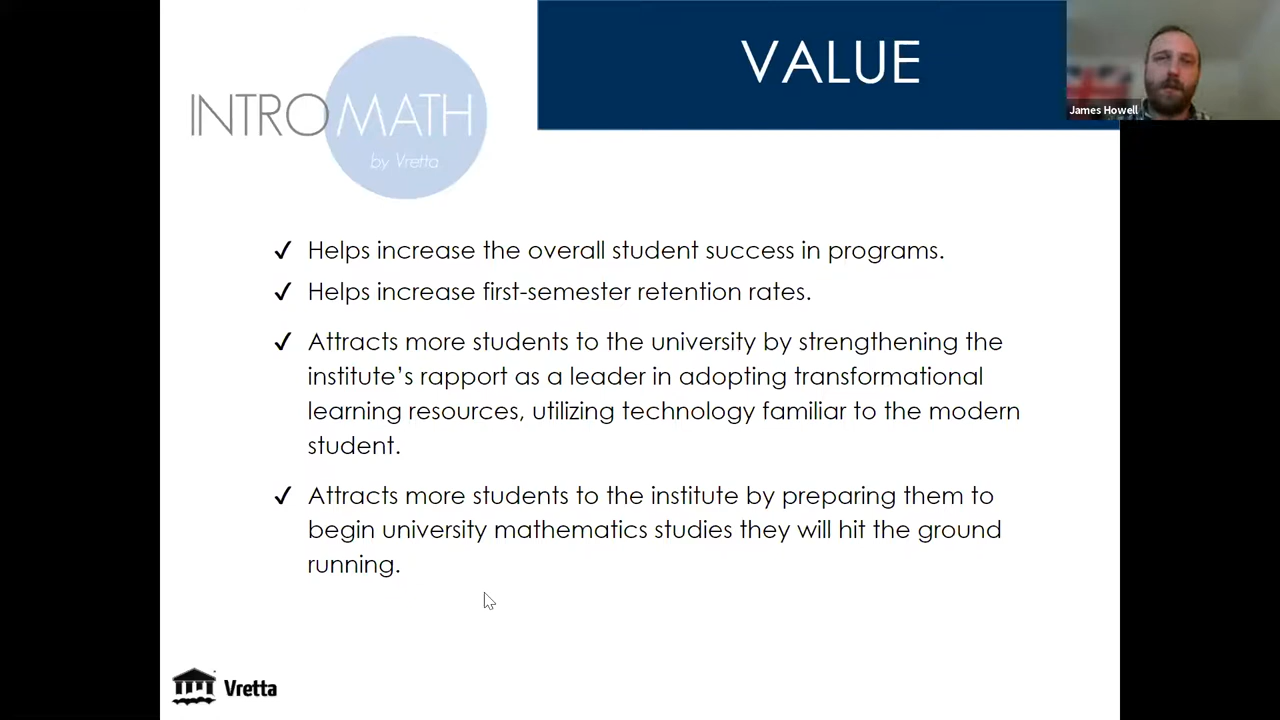 VALUE
James Howell
INTROMATH
by Vretta
✓ Helps increase the overall student success in programs.
✓ Helps increase first-semester retention rates.
✓ Attracts more students to the university by strengthening the
institute’s rapport as a leader in adopting transformational
learning resources, utilizing technology familiar to the modern
student.
✓ Attracts more students to the institute by preparing them to
begin university mathematics studies they will hit the ground
running.
Vretta